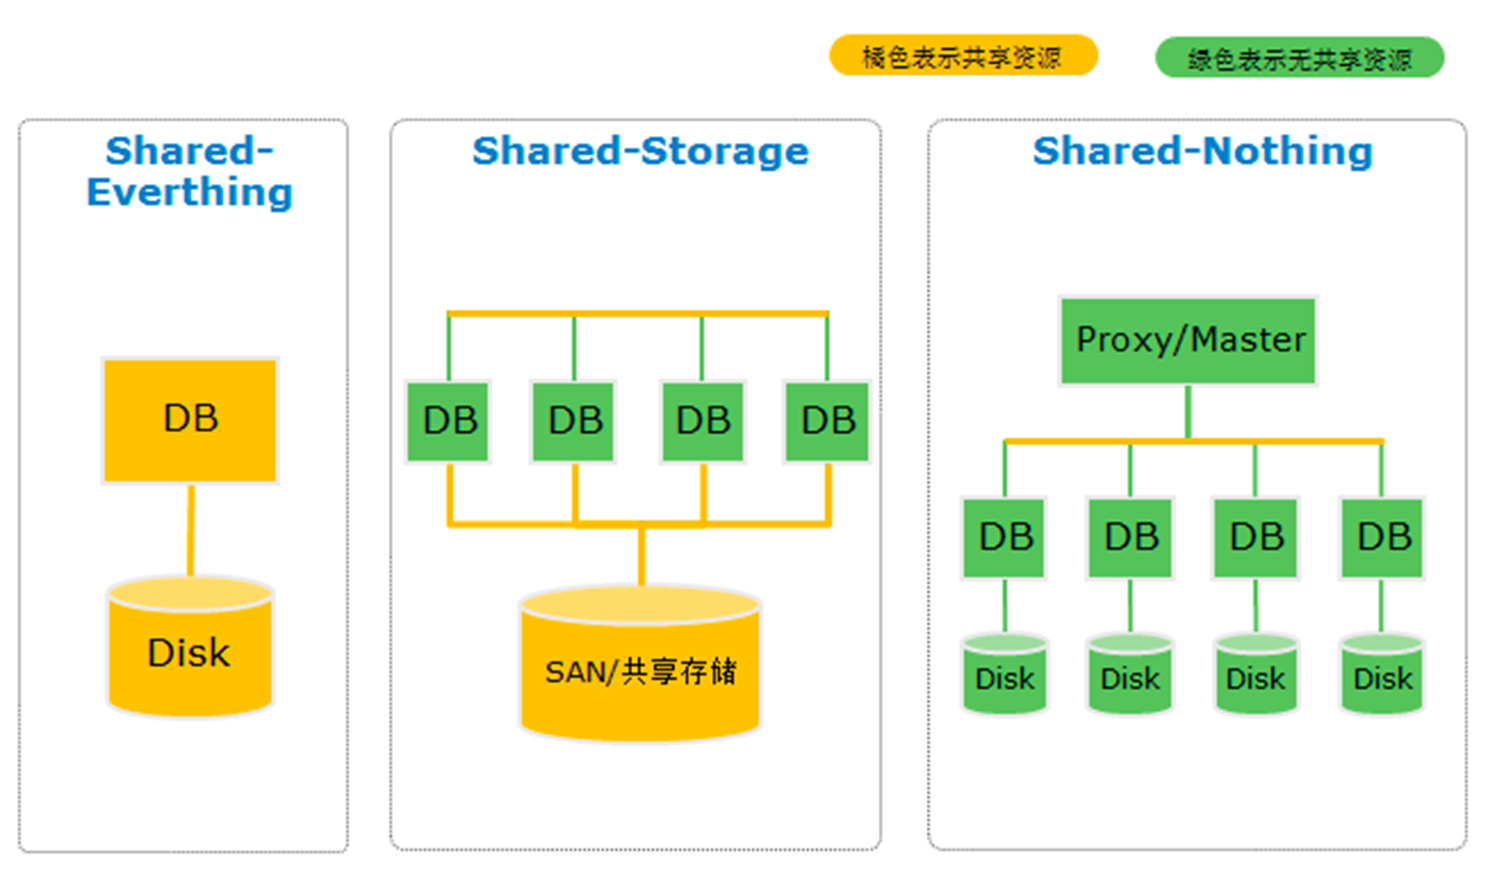 橘色表示共享资源
绿色表示无共享资源
Shared-
Everthing
DB
Disk
Shared-Storage
DB
DB
DB
DB
SAN/共享存储
Shared-Nothing
Proxy/Master
DB
DB
DB
DB
Disk
Disk
Disk
Disk